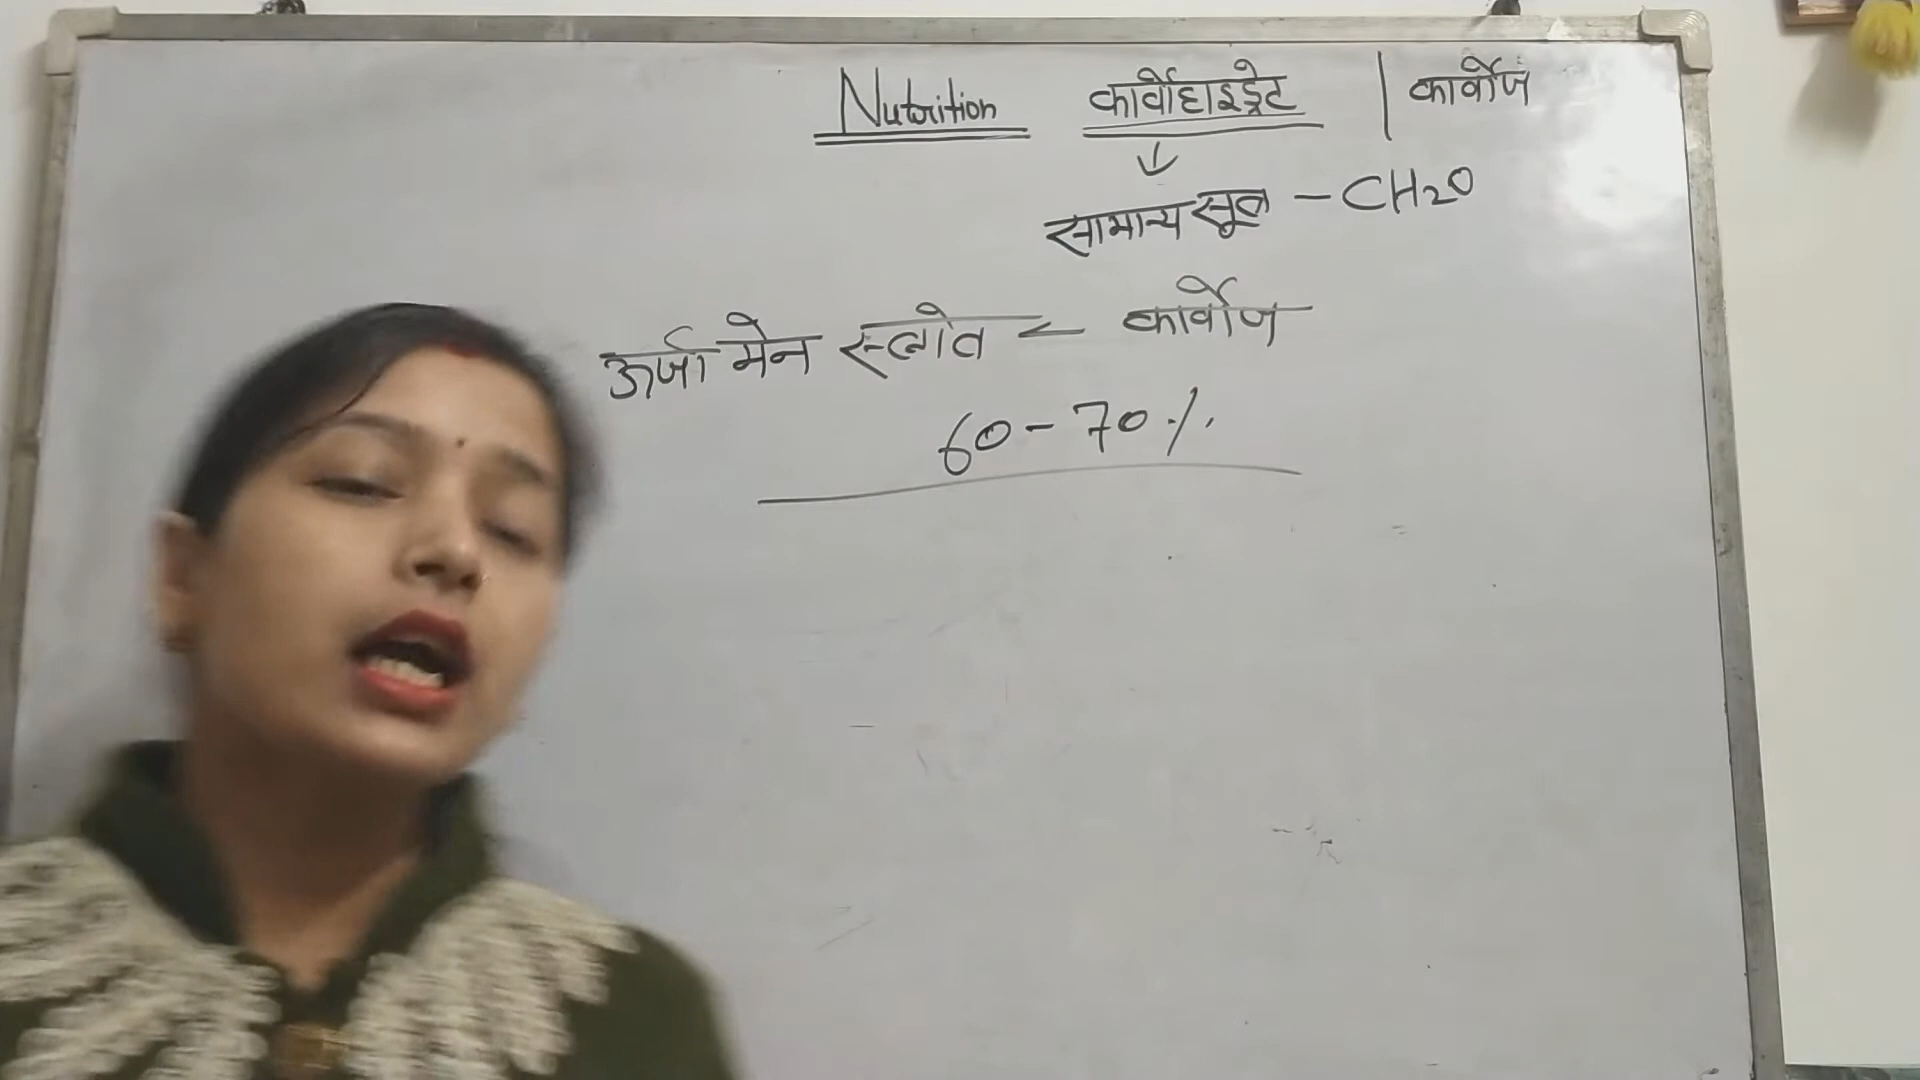 Nutrition कार्बोहाइड्रेट | कार्बोज
सामान्य सूत्र - CH₂O
ऊर्जा मेन स्त्रोत - कार्बोज
60-70%